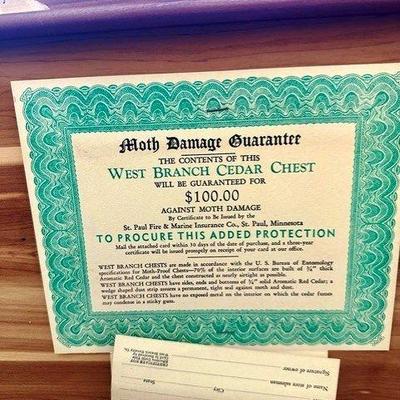 Moth Damage Guarantee
THE CONTENTS OF THIS
WEST BRANCH CEDAR CHEST
WILL BE GUARANTEED FOR
$100.00
AGAINST MOTH DAMAGE
By Certificate to Be Issued by the
St. Paul Fire & Marine Insurance Co., St. Paul, Minnesota
TO PROCURE THIS ADDED PROTECTION
Mail the attached card within 30 days of the date of purchase, and a three-year
certificate will be issued promptly on receipt of your card at our office.
WEST BRANCH CHESTS are made in accordance with the U. S. Bureau of Entomology
specifications for Moth-Proof Chests—70% of the interior surfaces are built of ¾" thick
Aromatic Red Cedar and the chest constructed as nearly airtight as possible.
WEST BRANCH CHESTS have sides, ends and bottoms of ¾" solid Aromatic Red Cedar; a
wedge shaped dust strip assures a permanent, tight seal against moth and dust.
WEST BRANCH CHESTS have no exposed metal on the interior on which the cedar fumes
may condense in a sticky gum.
Signature of owner
Name of store salesman
City
State